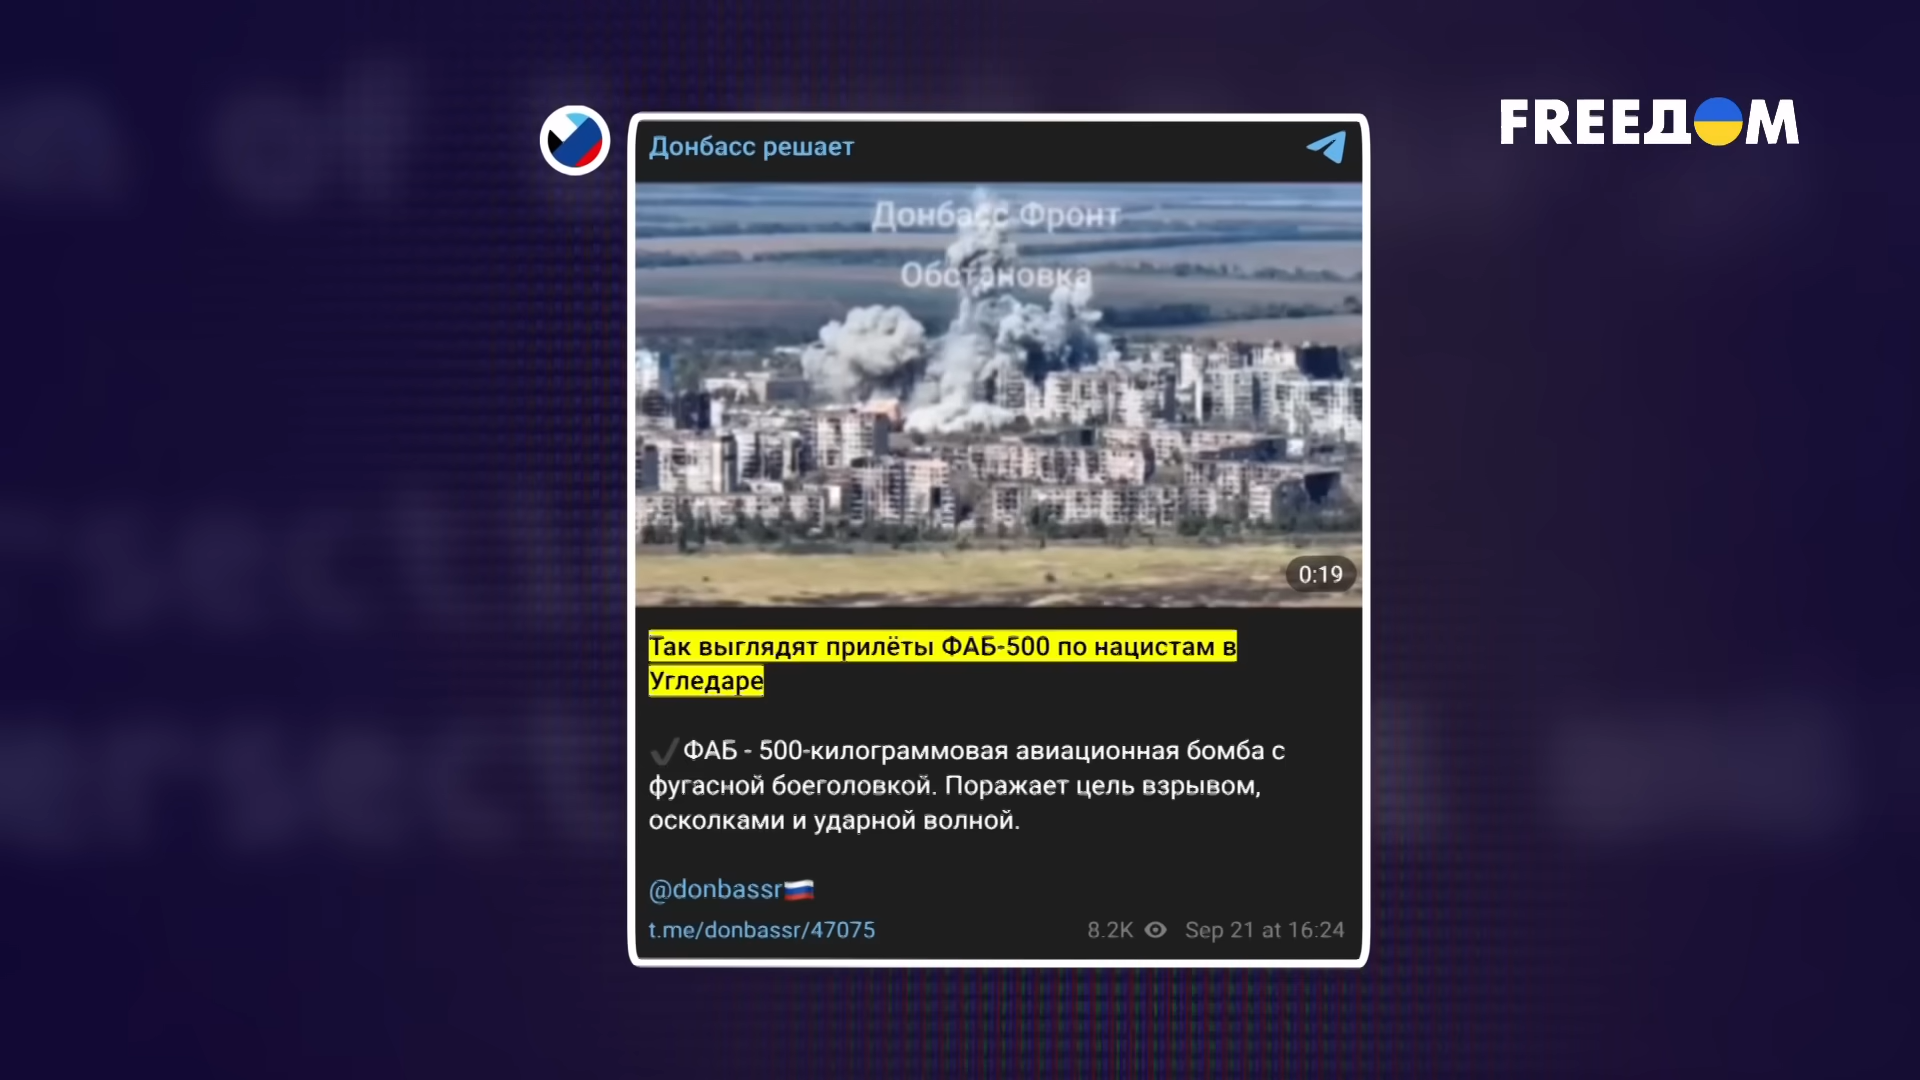 FREEДOM
Донбасс решает
Донбасс Фронт
Обстановка
0:19
Так выглядят прилёты ФАБ-500 по нацистам в
Угледаре
✔ФАБ - 500-килограммовая авиационная бомба с
фугасной боеголовкой. Поражает цель взрывом,
осколками и ударной волной.
@donbassr🇷🇺
t.me/donbassr/47075
8.2K Sep 21 at 16:24